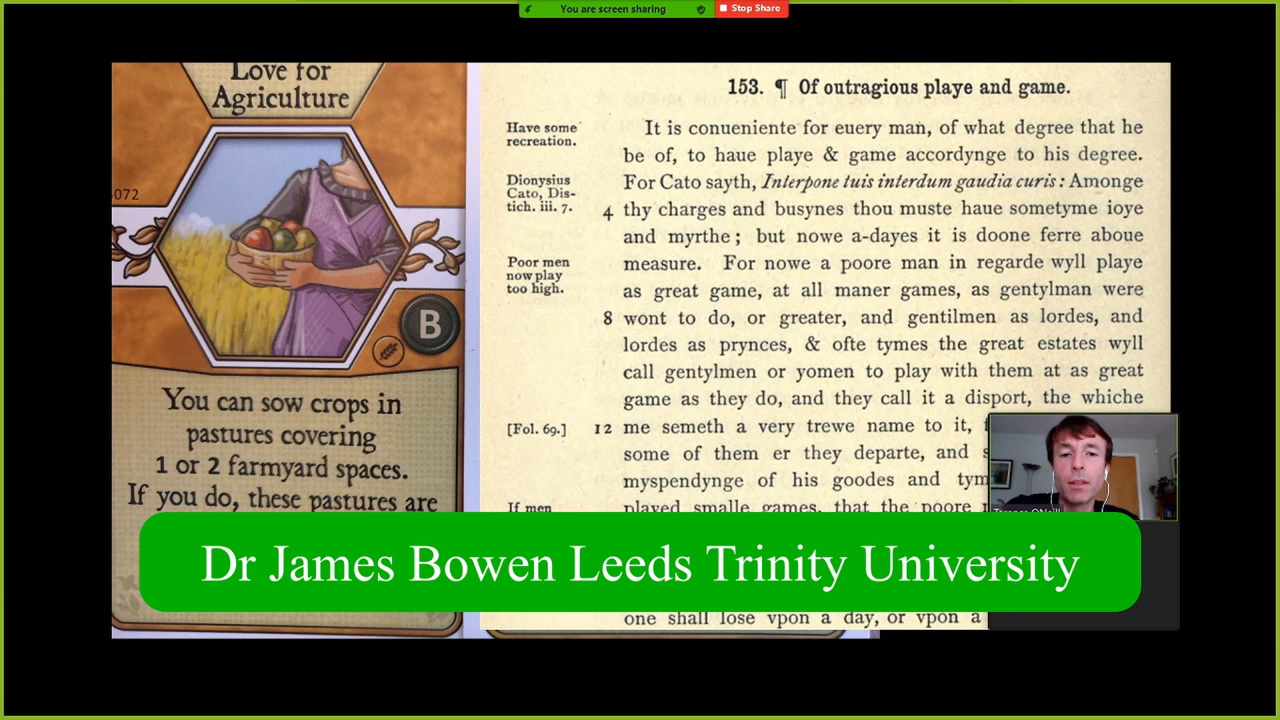 You are screen sharing
Stop Share
Love for
Agriculture
072
B
You can sow crops in
pastures covering
1 or 2 farmyard spaces.
If you do, these pastures are
153. ¶ Of outragious playe and game.
Have some
recreation.
It is conueniente for euery man, of what degree that he
be of, to haue playe & game accordynge to his degree.
Dionysius
Cato, Dis-
tich. iii. 7.
For Cato sayth, Interpone tuis interdum gaudia curis: Amonge
4 thy charges and busynes thou muste haue sometyme ioye
and myrthe; but nowe a-dayes it is doone ferre aboue
Poor men
now play
too high.
measure. For nowe a poore man in regarde wyll playe
as great game, at all maner games, as gentylman were
8 wont to do, or greater, and gentilmen as lordes, and
lordes as prynces, & ofte tymes the great estates wyll
call gentylmen or yomen to play with them at as great
game as they do, and they call it a disport, the whiche
[Fol. 69.]
12 me semeth a very trewe name to it,
some of them er they departe, and
myspendynge of his goodes and tym
If men
played smalle games, that the poore
Dr James Bowen Leeds Trinity University
one shall lose vpon a day, or vpon a